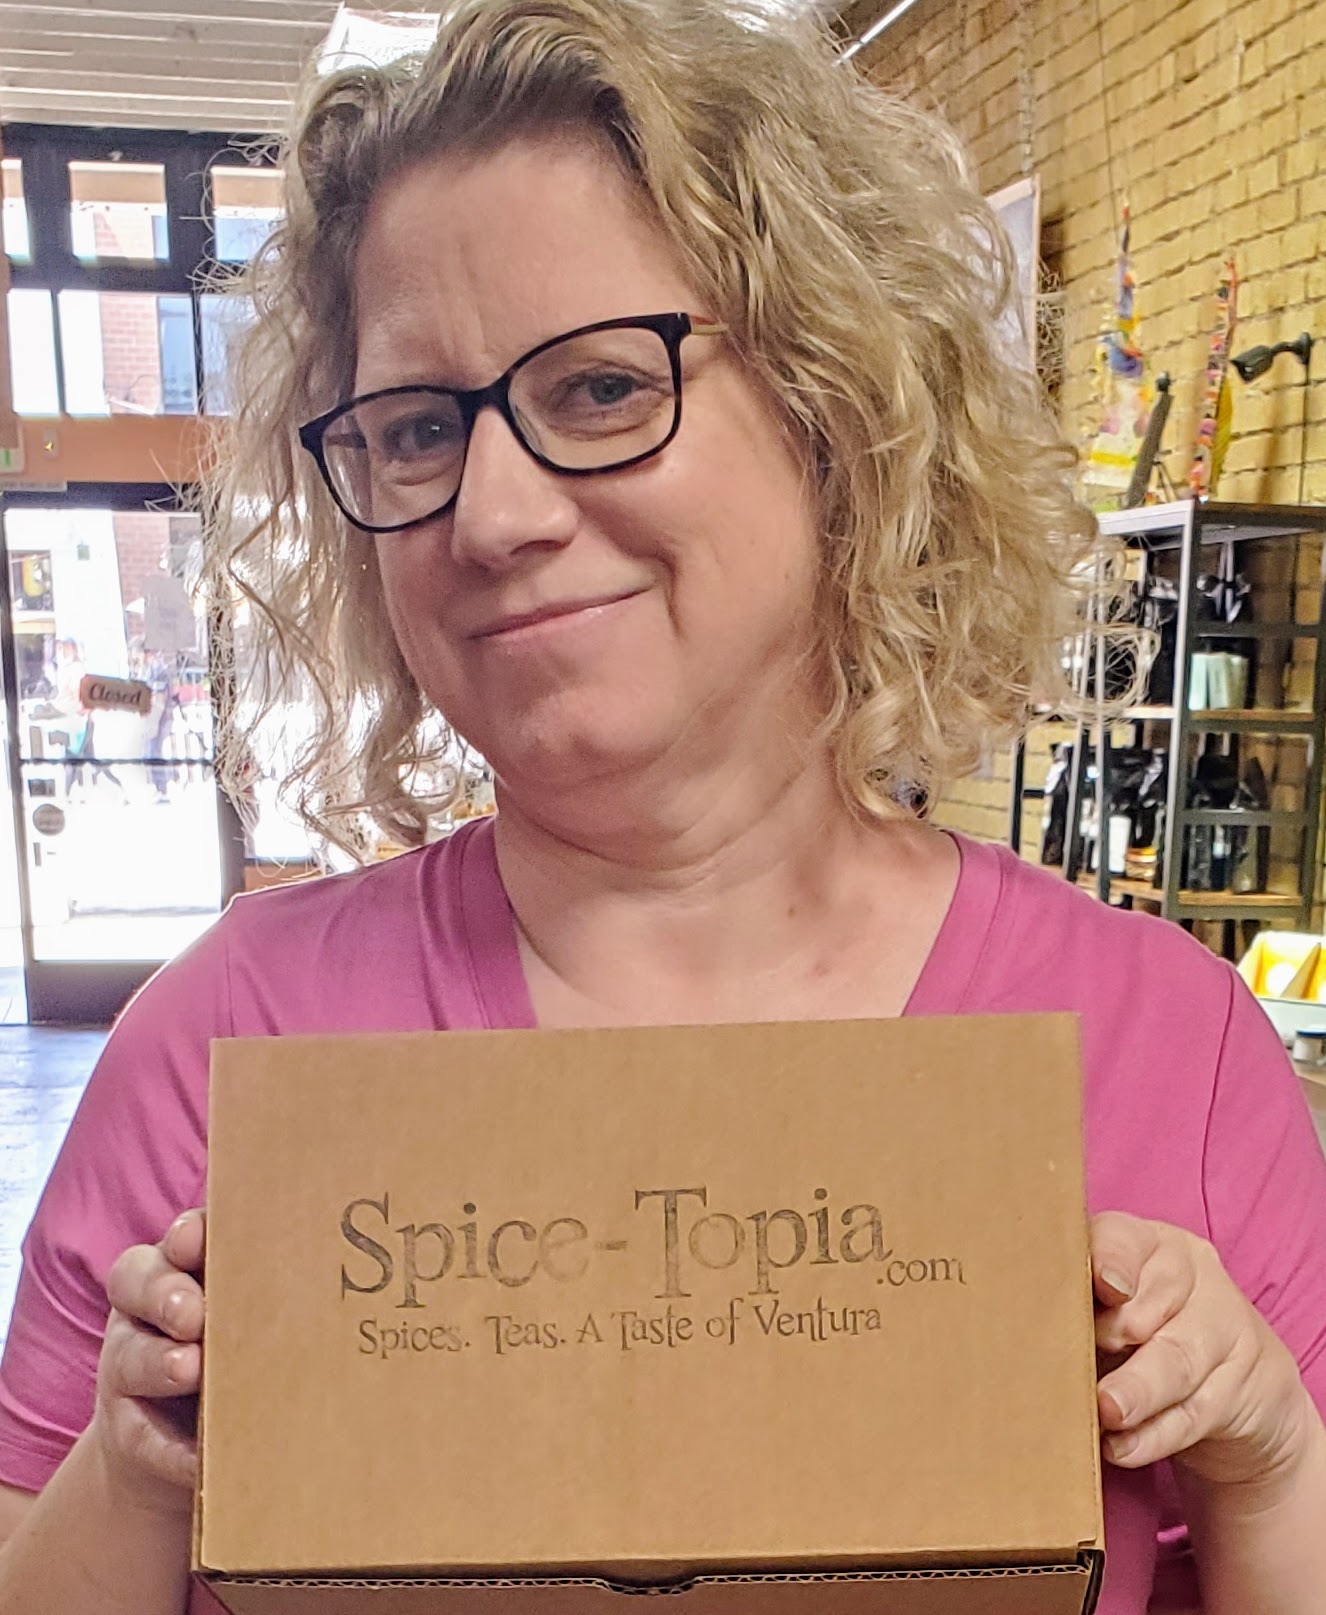 Closed
Spice-Topia.com
Spices. Teas. A Taste of Ventura